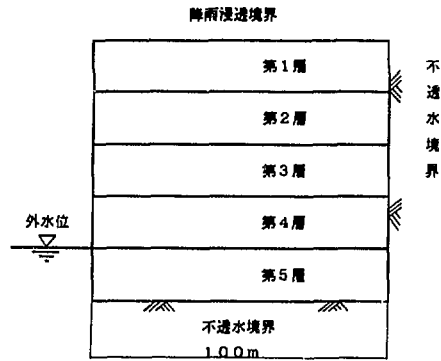 降雨浸透境界
第1層
第2層
第3層
第4層
第5層
不透水境界
外水位
不透水境界
100m